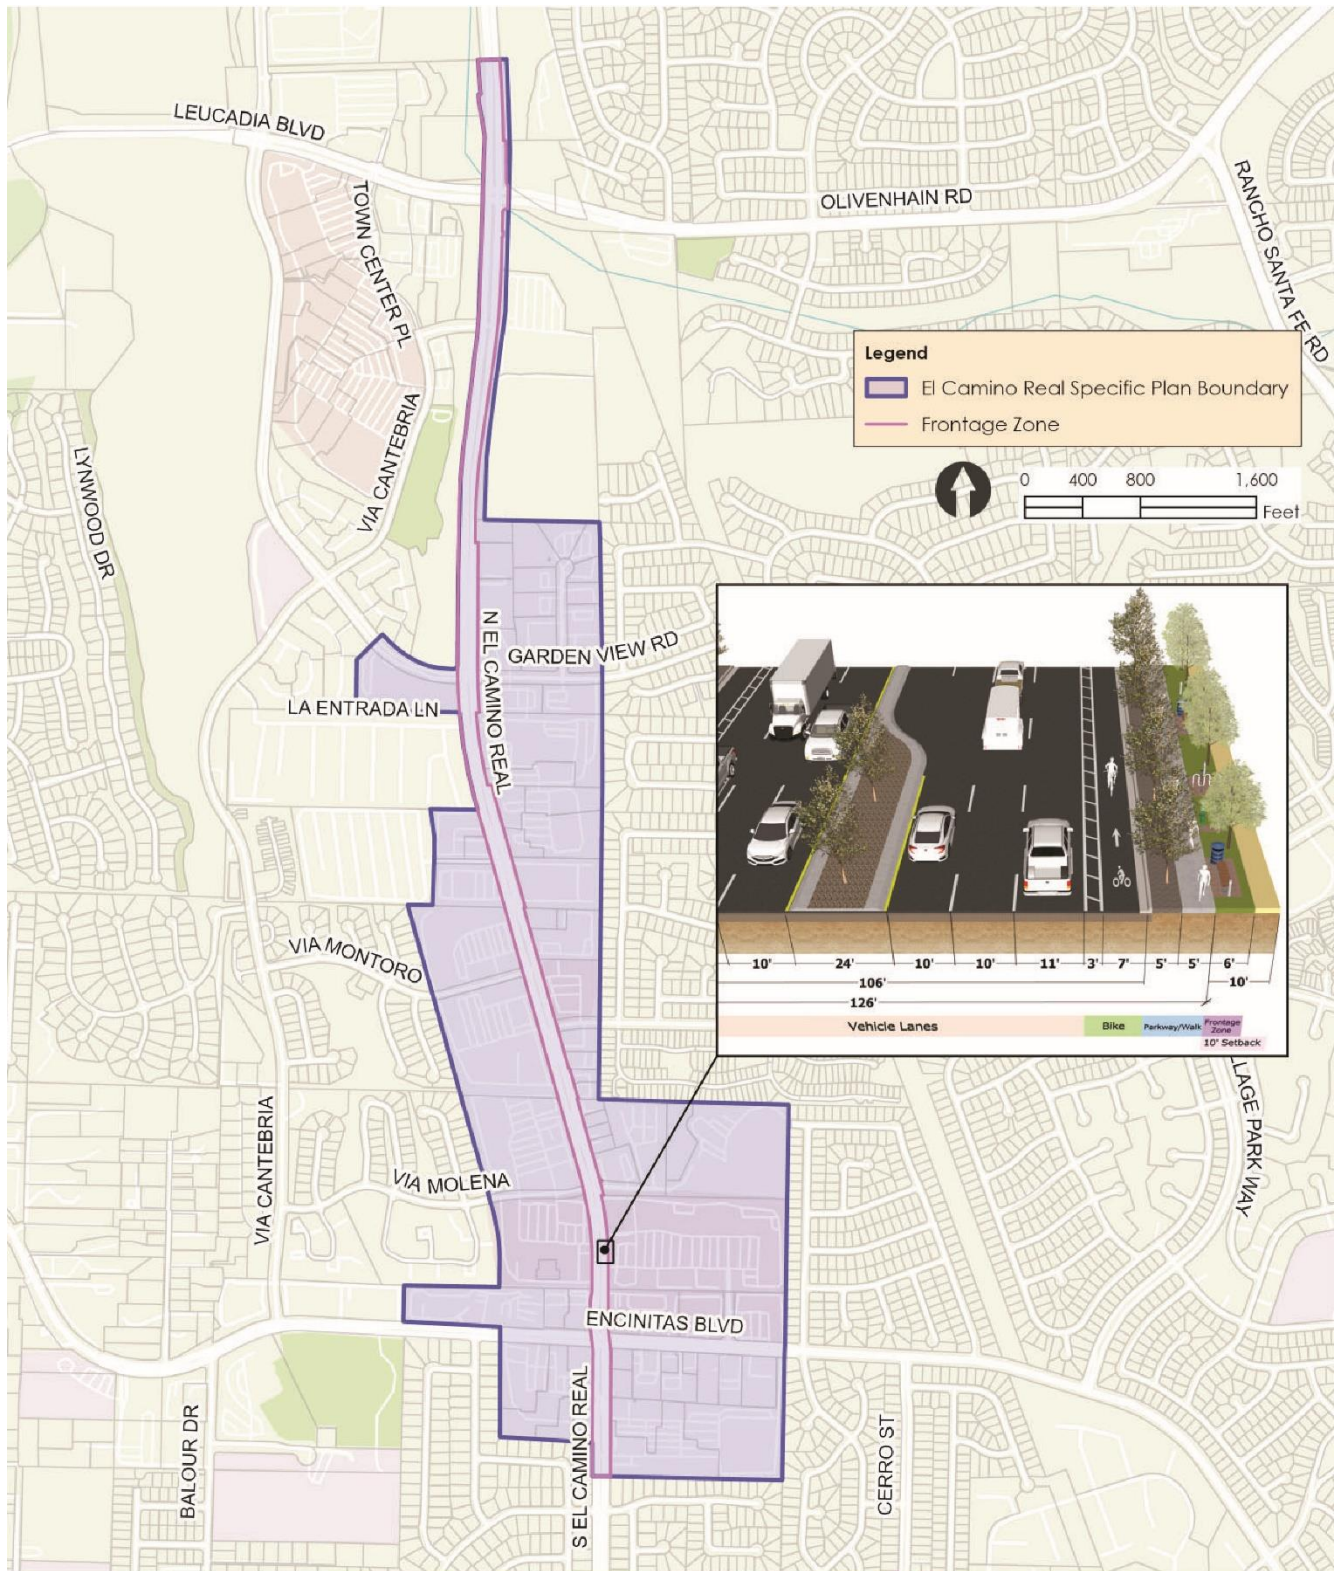 LEUCADIA BLVD
TOWN CENTER PL
OLIVENHAIN RD
RANCHO SANTA FE RD
Legend
El Camino Real Specific Plan Boundary
Frontage Zone
0 400 800 1,600
Feet
VIA CANTEBRIA
LYNWOOD DR
N EL CAMINO REAL
GARDEN VIEW RD
LA ENTRADA LN
VIA MONTORO
10' 24' 10' 10' 11' 3' 7' 5' 5' 6'
106' 10'
126'
Vehicle Lanes Bike Parkway/Walk Frontage
Zone
10' Setback
LLAGE PARK WAY
VIA CANTEBRIA
VIA MOLENA
ENCINITAS BLVD
S EL CAMINO REAL
BALOUR DR
CERRO ST